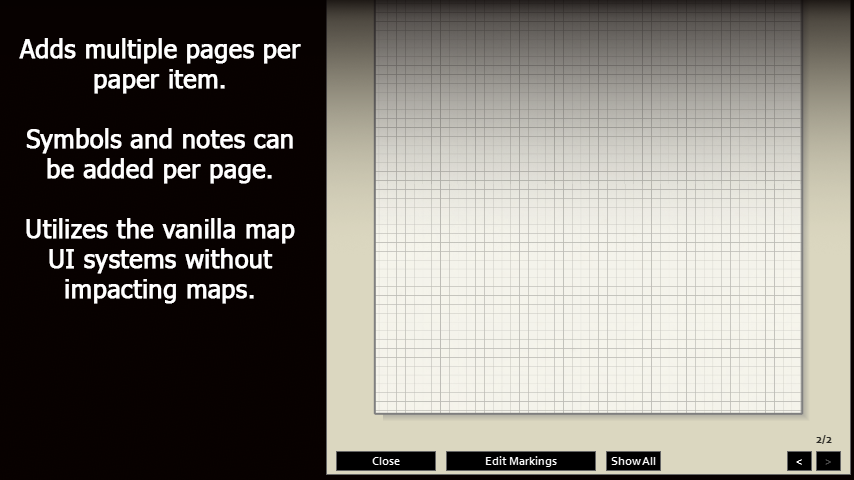 Adds multiple pages per
paper item.
Symbols and notes can
be added per page.
Utilizes the vanilla map
UI systems without
impacting maps.
2/2
Close
Edit Markings
Show All
<
>